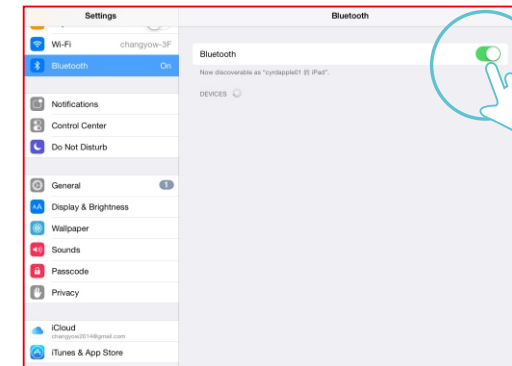 Settings
Bluetooth
Wi-Fi changyow-3F
Bluetooth On
Notifications
Control Center
Do Not Disturb
General
Display & Brightness
Wallpaper
Sounds
Passcode
Privacy
iCloud
changyow2014@gmail.com
iTunes & App Store
Bluetooth
Now discoverable as "cyrdapple01 的 iPad".
DEVICES